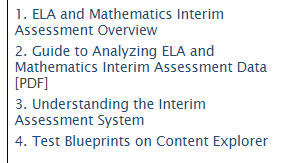 1. ELA and Mathematics Interim
Assessment Overview
2. Guide to Analyzing ELA and
Mathematics Interim Assessment Data
[PDF]
3. Understanding the Interim
Assessment System
4. Test Blueprints on Content Explorer